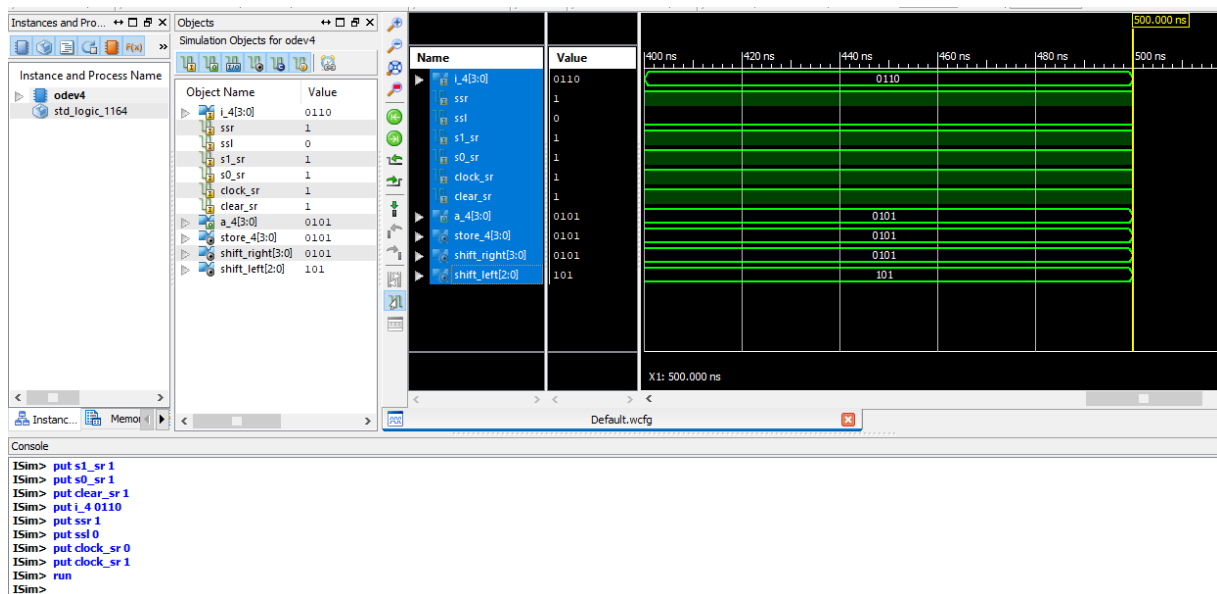 Instances and Pro...
F(x)
»
Instance and Process Name
odev4
std_logic_1164
Instanc...
Memor
Objects
Simulation Objects for odev4
Object Name Value
i_4[3:0] 0110
ssr 1
ssl 0
s1_sr 1
s0_sr 1
clock_sr 1
clear_sr 1
a_4[3:0] 0101
store_4[3:0] 0101
shift_right[3:0] 0101
shift_left[2:0] 101
500.000 ns
Name Value
400 ns 420 ns 440 ns 460 ns 480 ns 500 ns
i_4[3:0] 0110 0110
ssr 1
ssl 0
s1_sr 1
s0_sr 1
clock_sr 1
clear_sr 1
a_4[3:0] 0101 0101
store_4[3:0] 0101 0101
shift_right[3:0] 0101 0101
shift_left[2:0] 101 101
X1: 500.000 ns
Default.wcfg
Console
ISim> put s1_sr 1
ISim> put s0_sr 1
ISim> put clear_sr 1
ISim> put i_4 0110
ISim> put ssr 1
ISim> put ssl 0
ISim> put clock_sr 0
ISim> put clock_sr 1
ISim> run
ISim>